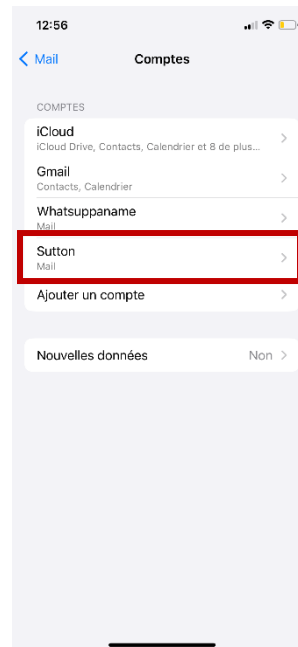 12:56
Mail
Comptes
COMPTES
iCloud
iCloud Drive, Contacts, Calendrier et 8 de plus...
Gmail
Contacts, Calendrier
Whatsuppaname
Mail
Sutton
Mail
Ajouter un compte
Nouvelles données
Non